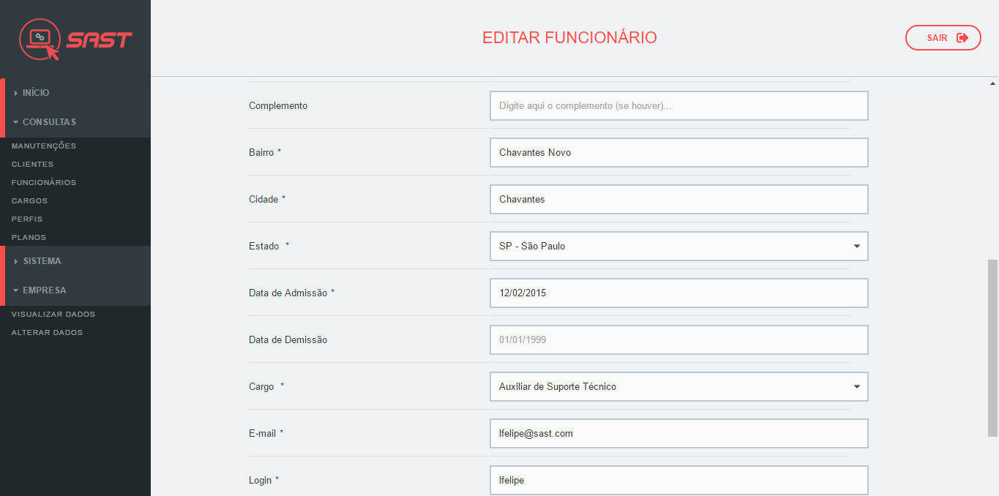 SAST
EDITAR FUNCIONÁRIO
SAIR
INÍCIO
CONSULTAS
MANUTENÇÕES
CLIENTES
FUNCIONÁRIOS
CARGOS
PERFIS
PLANOS
SISTEMA
EMPRESA
VISUALIZAR DADOS
ALTERAR DADOS
Complemento
Digite aqui o complemento (se houver)...
Bairro *
Chavantes Novo
Cidade *
Chavantes
Estado *
SP - São Paulo
Data de Admissão *
12/02/2015
Data de Demissão
01/01/1999
Cargo *
Auxiliar de Suporte Técnico
E-mail *
lfelipe@sast.com
Login *
lfelipe